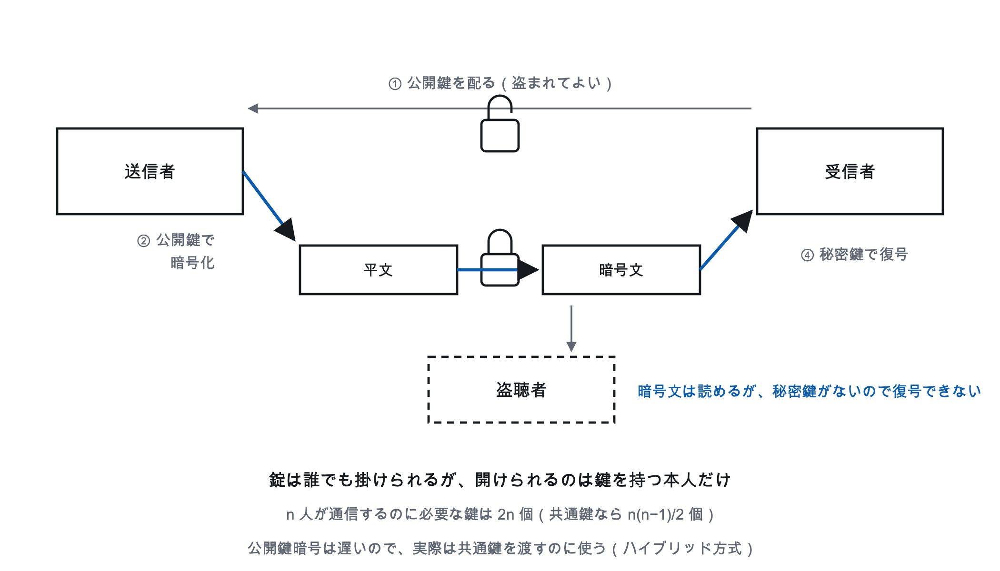 ① 公開鍵を配る ( 盗まれてよい )
送信者
受信者
② 公開鍵で
暗号化
平文
暗号文
④ 秘密鍵で復号
盗聴者
暗号文は読めるが、秘密鍵がないので復号できない
錠は誰でも掛けられるが、開けられるのは鍵を持つ本人だけ
n 人が通信するのに必要な鍵は 2n 個 ( 共通鍵なら n(n−1)/2 個 )
公開鍵暗号は遅いので、実際は共通鍵を渡すのに使う ( ハイブリッド方式 )